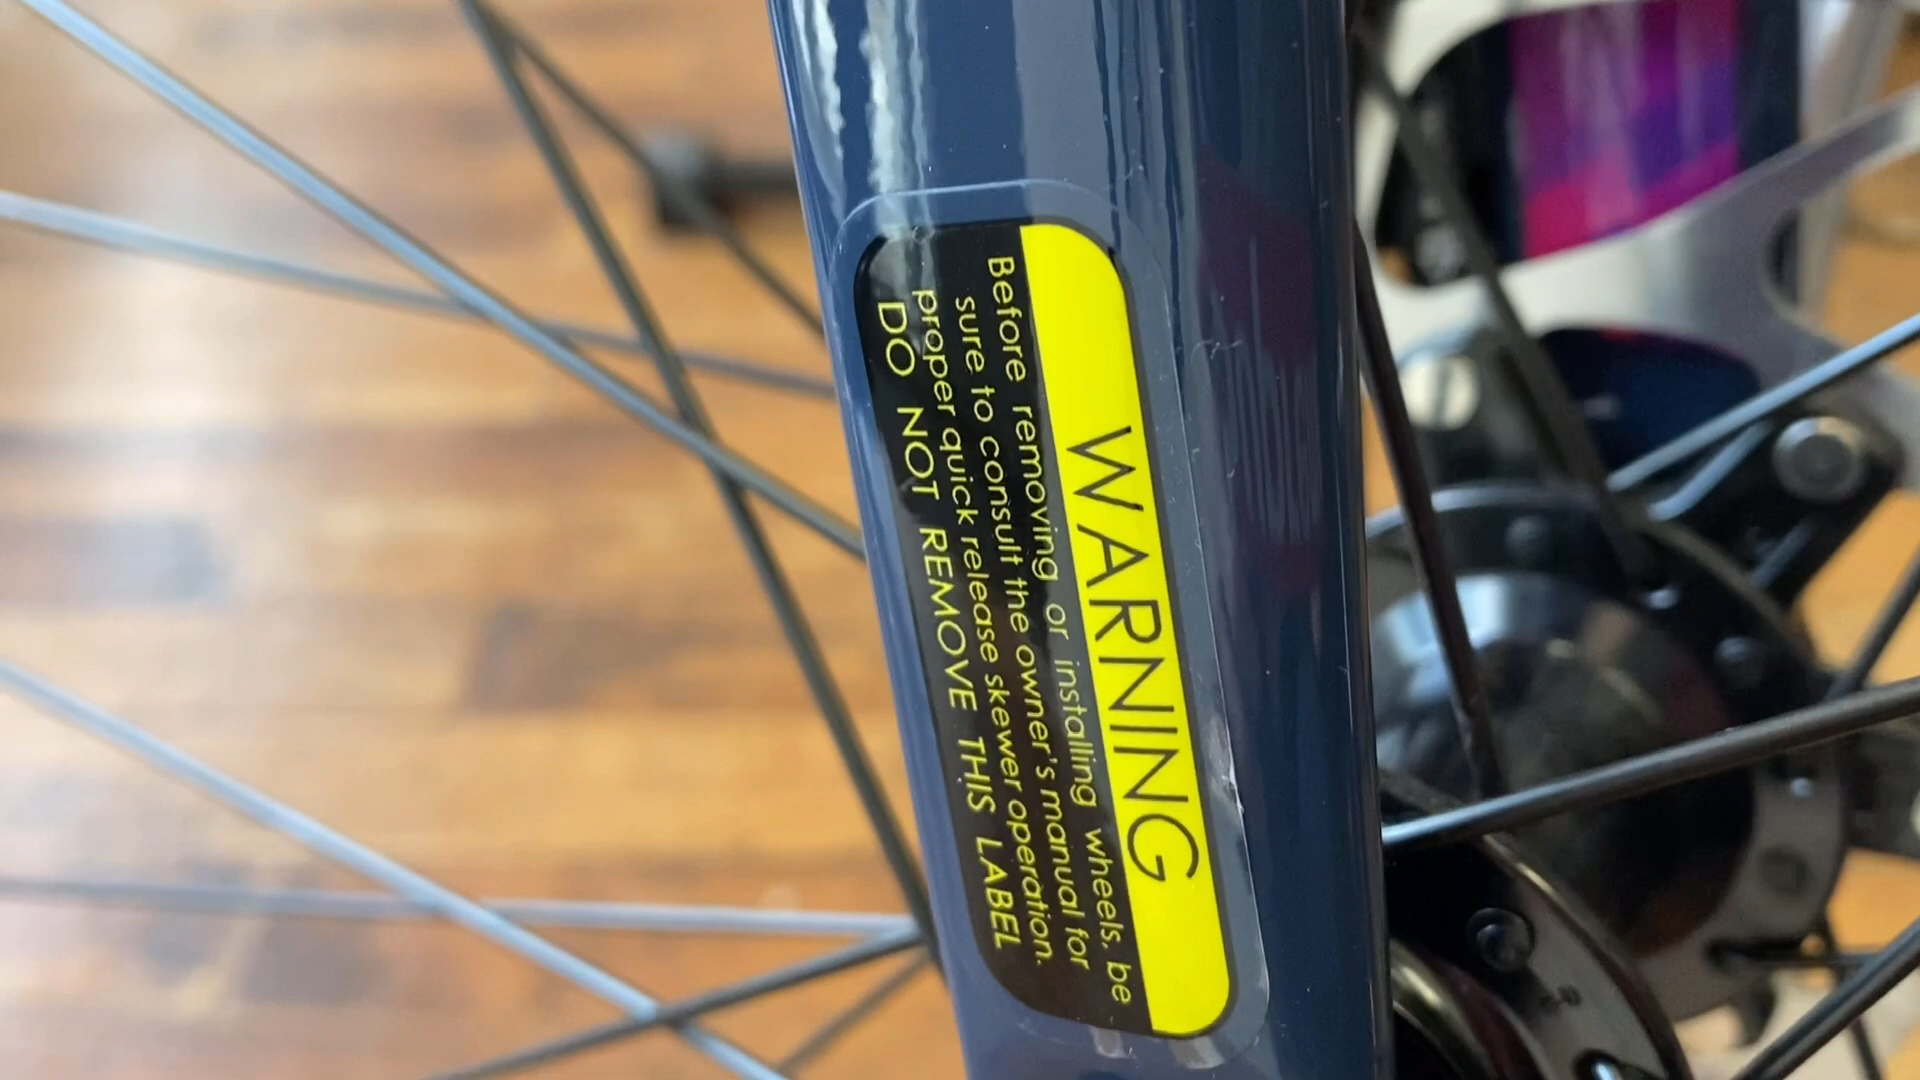 WARNING
Before removing or installing wheels, be
sure to consult the owner's manual for
proper quick release skewer operation.
DO NOT REMOVE THIS LABEL